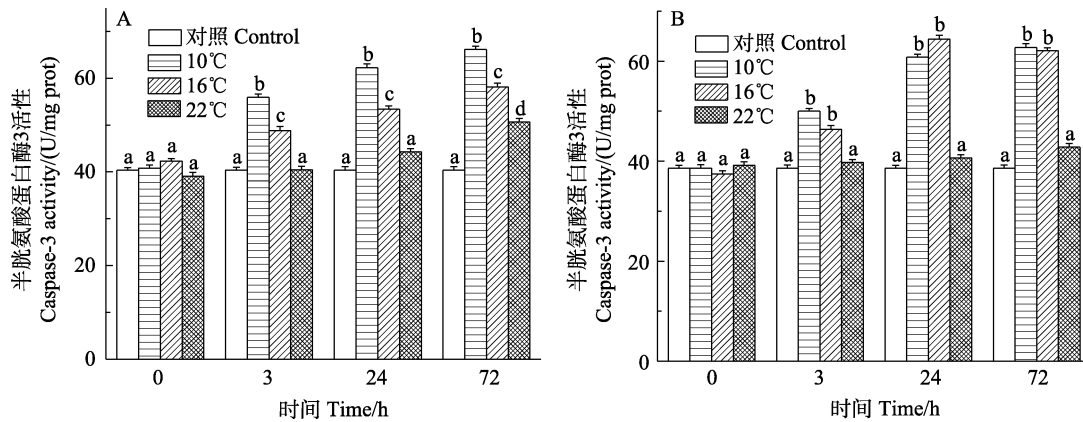 A
对照 Control
10℃
16℃
22℃
60
40
20
0
a a a a
a b c a
a b c a
a b c d
0 3 24 72
时间 Time/h
半胱氨酸蛋白酶3活性
Caspase-3 activity/(U/mg prot)
B
对照 Control
10℃
16℃
22℃
60
40
20
0
a a a a
a b b a
a b b a
a b b a
0 3 24 72
时间 Time/h
半胱氨酸蛋白酶3活性
Caspase-3 activity/(U/mg prot)